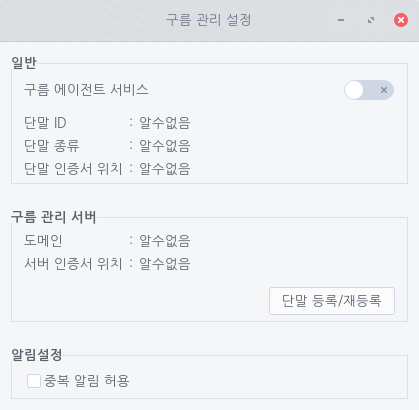 구름 관리 설정
일반
구름 에이전트 서비스
단말 ID : 알수없음
단말 종류 : 알수없음
단말 인증서 위치 : 알수없음
구름 관리 서버
도메인 : 알수없음
서버 인증서 위치 : 알수없음
단말 등록/재등록
알림설정
중복 알림 허용